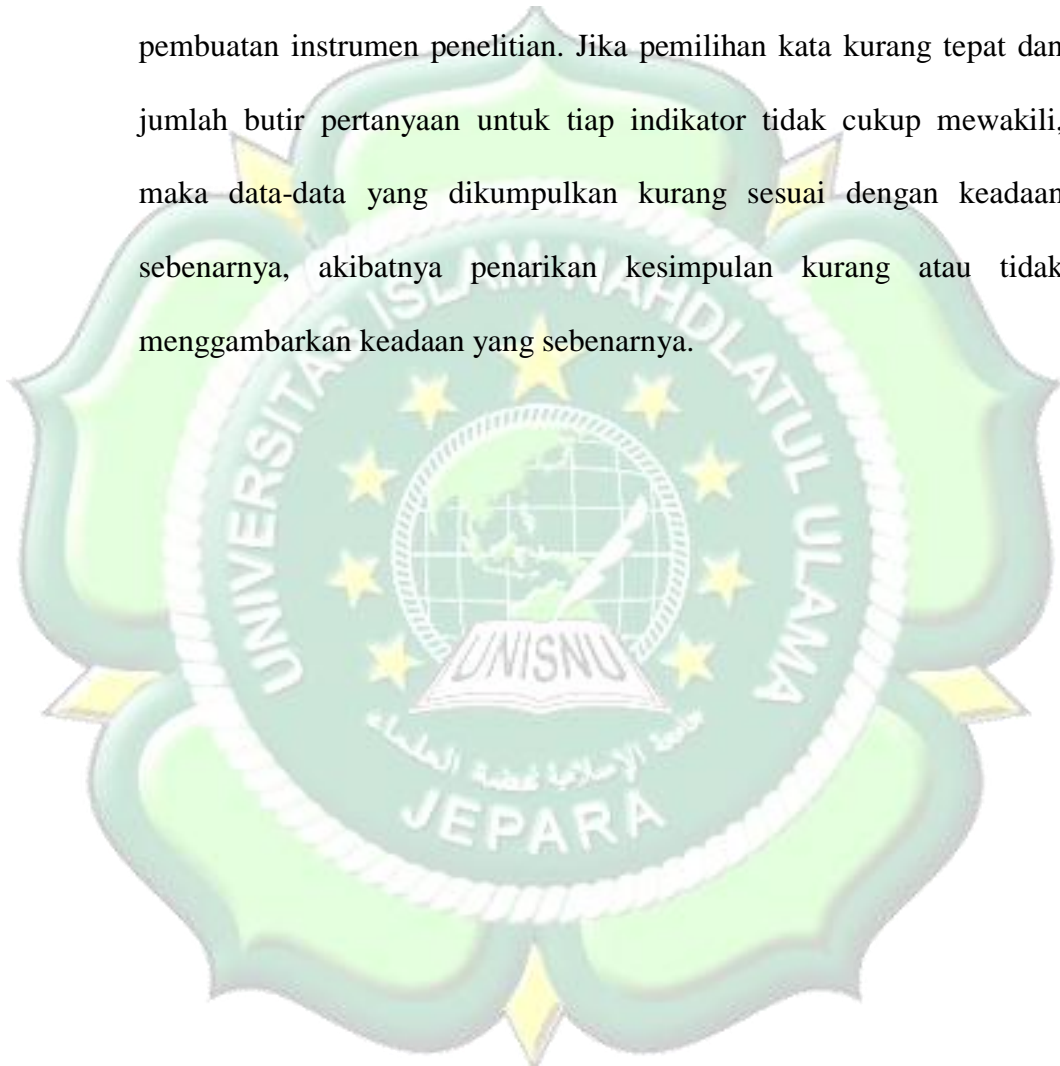 pembuatan instrumen penelitian. Jika pemilihan kata kurang tepat dan
jumlah butir pertanyaan untuk tiap indikator tidak cukup mewakili,
maka data-data yang dikumpulkan kurang sesuai dengan keadaan
sebenarnya, akibatnya penarikan kesimpulan kurang atau tidak
menggambarkan keadaan yang sebenarnya.
UNIVERSITAS ISLAM NAHDLATUL ULAMA
UNISNU
JEPARA